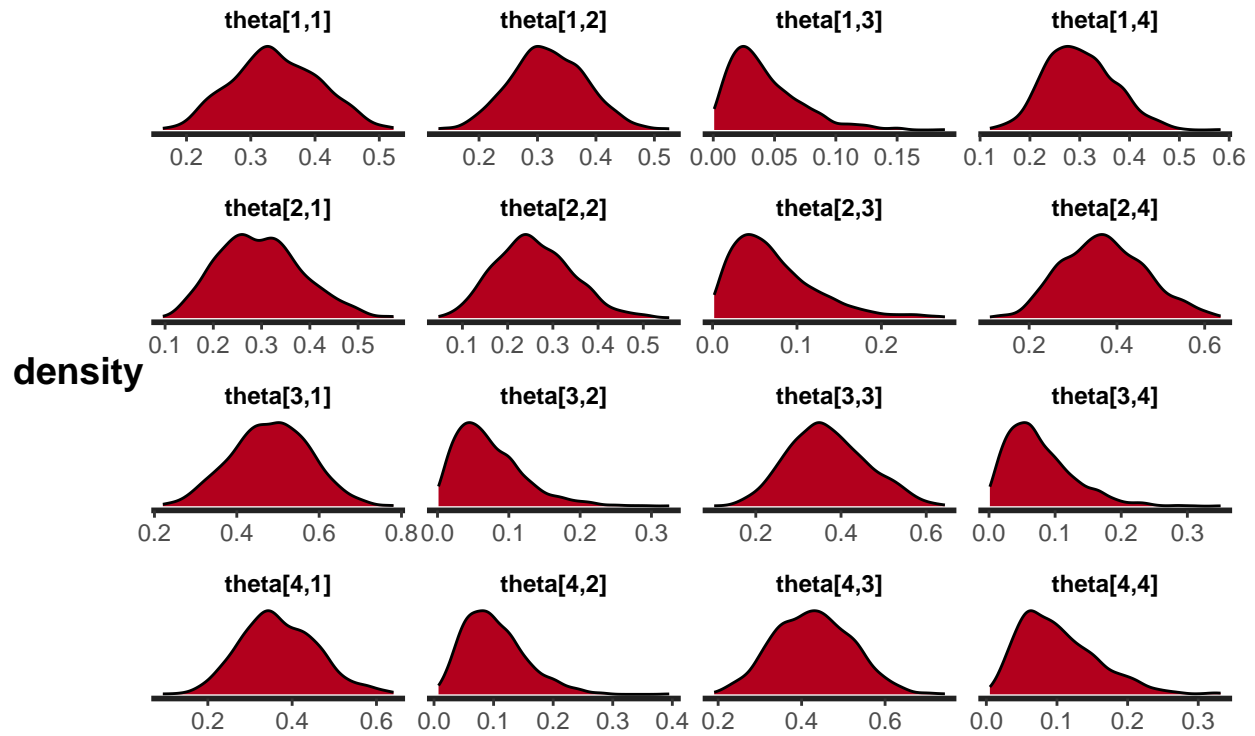 theta[1,1] theta[1,2] theta[1,3] theta[1,4]
0.2 0.3 0.4 0.5 0.2 0.3 0.4 0.5 0.00 0.05 0.10 0.15 0.1 0.2 0.3 0.4 0.5 0.6
theta[2,1] theta[2,2] theta[2,3] theta[2,4]
0.1 0.2 0.3 0.4 0.5 0.1 0.2 0.3 0.4 0.5 0.0 0.1 0.2 0.2 0.4 0.6
density
theta[3,1] theta[3,2] theta[3,3] theta[3,4]
0.2 0.4 0.6 0.8 0.0 0.1 0.2 0.3 0.2 0.4 0.6 0.0 0.1 0.2 0.3
theta[4,1] theta[4,2] theta[4,3] theta[4,4]
0.2 0.4 0.6 0.0 0.1 0.2 0.3 0.4 0.2 0.4 0.6 0.0 0.1 0.2 0.3